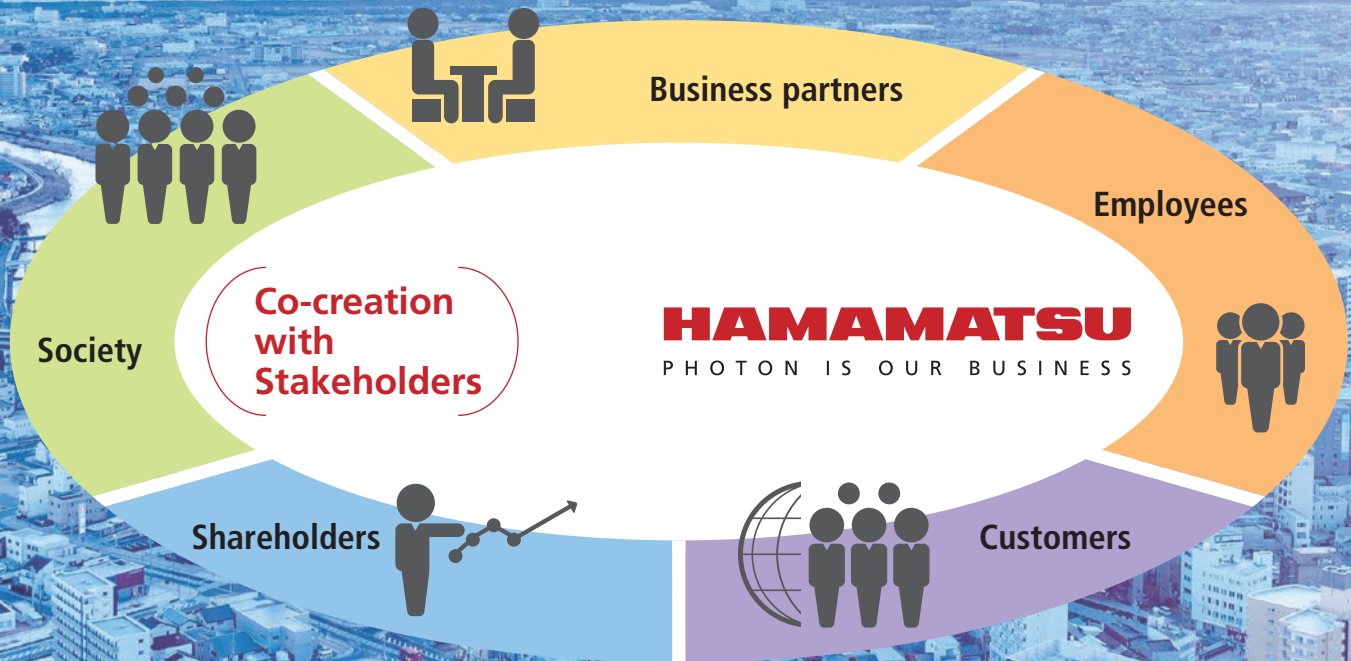 Business partners
Employees
Society
Co-creation
with
Stakeholders
HAMAMATSU
PHOTON IS OUR BUSINESS
Shareholders
Customers